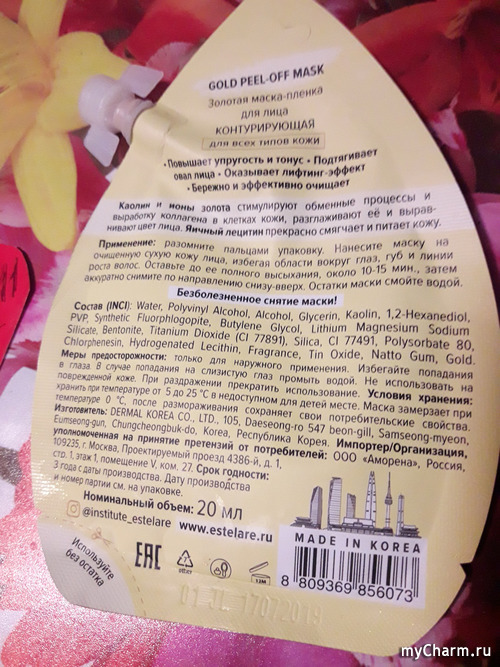 GOLD PEEL-OFF MASK
Золотая маска-пленка
для лица
КОНТУРИРУЮЩАЯ
для всех типов кожи
• Повышает упругость и тонус • Подтягивает
овал лица • Оказывает лифтинг-эффект
• Бережно и эффективно очищает
Каолин и ионы золота стимулируют обменные процессы и
выработку коллагена в клетках кожи, разглаживают её и вырав-
нивают цвет лица. Яичный лецитин прекрасно смягчает и питает кожу.
Применение: разомните пальцами упаковку. Нанесите маску на
очищенную сухую кожу лица, избегая области вокруг глаз, губ и линии
роста волос. Оставьте до ее полного высыхания, около 10-15 мин., затем
аккуратно снимите по направлению снизу-вверх. Остатки маски смойте водой.
Безболезненное снятие маски!
Состав (INCI): Water, Polyvinyl Alcohol, Alcohol, Glycerin, Kaolin, 1,2-Hexanediol,
PVP, Synthetic Fluorphlogopite, Butylene Glycol, Lithium Magnesium Sodium
Silicate, Bentonite, Titanium Dioxide (CI 77891), Silica, CI 77491, Polysorbate 80,
Chlorphenesin, Hydrogenated Lecithin, Fragrance, Tin Oxide, Natto Gum, Gold.
Меры предосторожности: только для наружного применения. Избегайте попадания
в глаза. В случае попадания на слизистую глаз промыть водой. Не использовать на
поврежденной коже. При раздражении прекратить использование. Условия хранения:
хранить при температуре от 5 до 25 °C в недоступном для детей месте. Маска замерзает при
температуре 0 °C, после размораживания сохраняет свои потребительские свойства.
Изготовитель: DERMAL KOREA CO., LTD., 105, Daeseong-ro 547 beon-gill, Samseong-myeon,
Eumseong-gun, Chungcheongbuk-do, Korea, Республика Корея. Импортер/Организация,
уполномоченная на принятие претензий от потребителей: ООО «Аморена», Россия,
109235, г. Москва, Проектируемый проезд 4386-й, д. 1,
стр. 1, этаж 1, помещение V, ком. 27. Срок годности:
3 года с даты производства. Дату производства
и номер партии см. на упаковке.
Номинальный объем: 20 мл
@institute_estelare www.estelare.ru
MADE IN KOREA
EAC
12M
8 809369 856073
Используйте
без остатка
01 JL 17072019
myCharm.ru